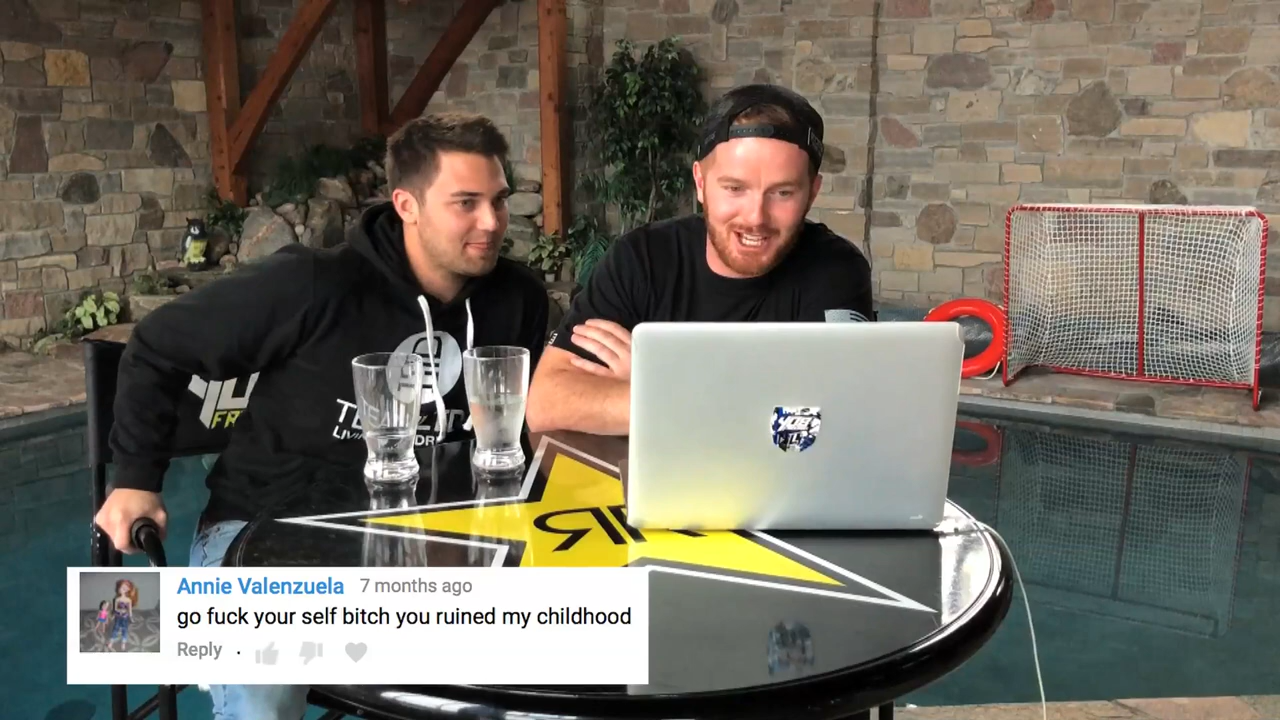 Annie Valenzuela 7 months ago
go fuck your self bitch you ruined my childhood
Reply